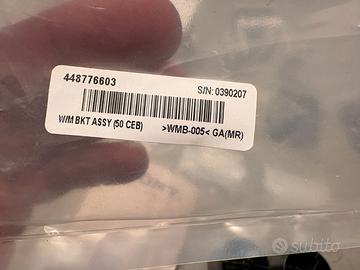 448776603 S/N: 0390207
W/M BKT ASSY (50 CEB) >WMB-005< GA(MR)
subito